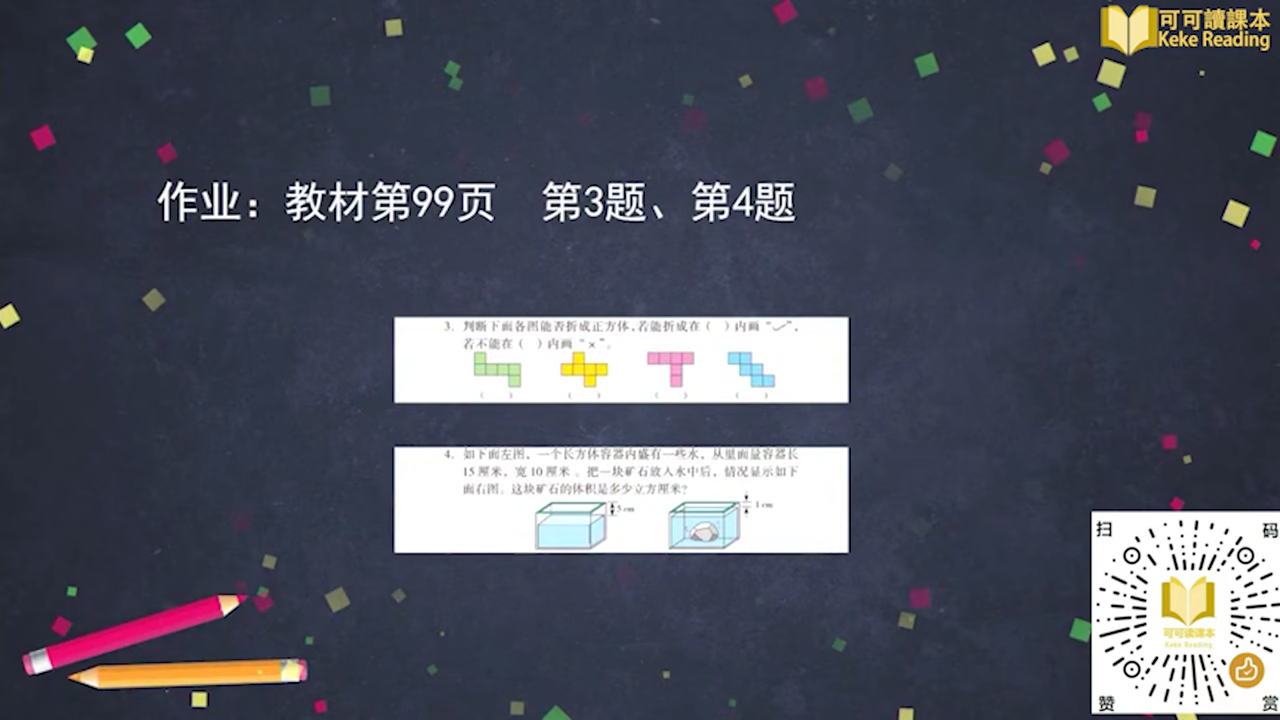 可可讀課本
Keke Reading
作业：教材第99页 第3题、第4题
3. 判断下面各图能否折成正方体,若能折成在( )内画“✓”,
若不能在( )内画“×”。
( ) ( ) ( ) ( )
4. 如下面左图，一个长方体容器内盛有一些水，从里面量容器长
15 厘米，宽 10 厘米 。把一块矿石放入水中后，情况显示如下
面右图。这块矿石的体积是多少立方厘米?
5 cm
1 cm
扫 码
可可读课本
Keke Reading
赞 赏